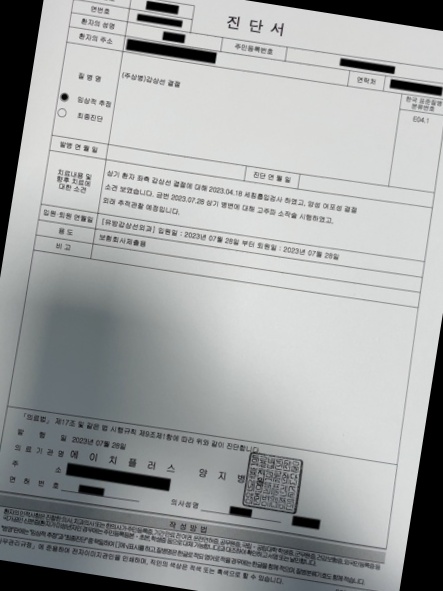 진단서
연번호
환자의 성명
주민등록번호
환자의 주소
연락처
질 병 명
(주상병)갑상선 결절
한국 표준질병
분류번호
E04.1
임상적 추정
최종진단
발병 연 월 일
진단 연 월 일
치료내용 및
향후 치료에
대한 소견
상기 환자 좌측 갑상선 결절에 대해 2023.04.18 세침흡입검사 하였고, 양성 여포성 결절
소견 보였습니다. 금번 2023.07.28 상기 병변에 대해 고주파 소작술 시행하였고,
외래 추적관찰 예정입니다.
입원·퇴원 연월일
[유방갑상선외과] 입원일 : 2023년 07월 28일 부터 퇴원일 : 2023년 07월 28일
용 도
보험회사제출용
비 고
「의료법」 제17조 및 같은 법 시행규칙 제9조제1항에 따라 위와 같이 진단합니다.
발 행 일 2023년 07월 28일
의료기관명 에이치플러스 양지병
주 소
면 허 번 호
의사성명
작 성 방 법